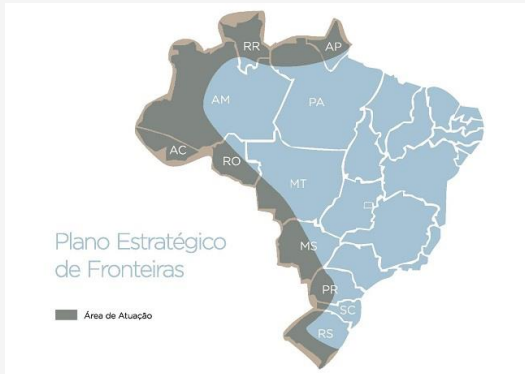 RR
AP
AM
PA
AC
RO
MT
Plano Estratégico
de Fronteiras
MS
PR
SC
RS
Área de Atuação